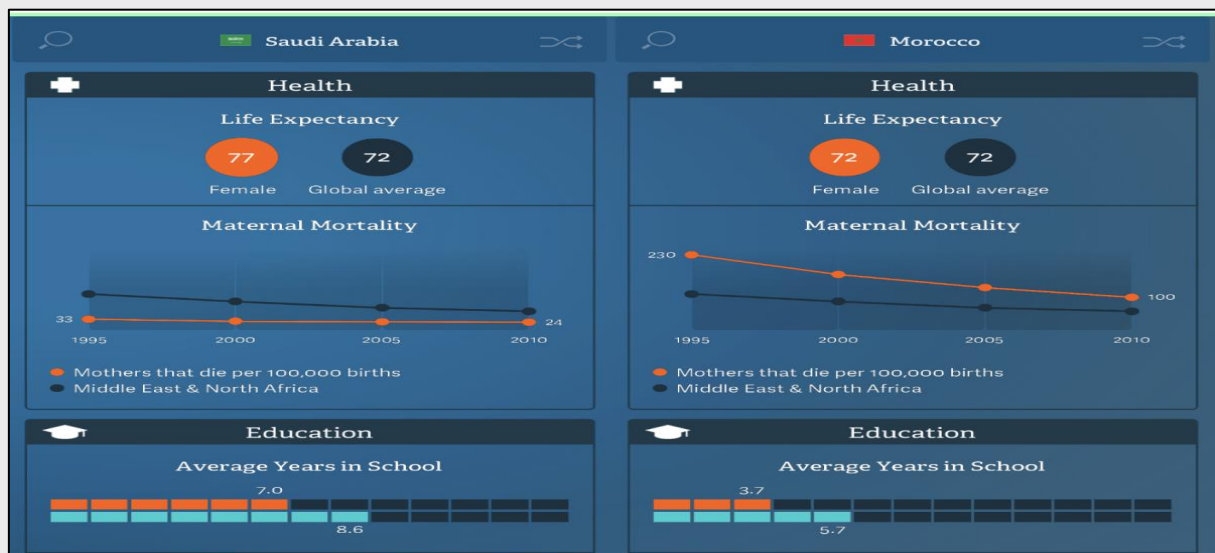 Saudi Arabia
Health
Life Expectancy
77
72
Female
Global average
Maternal Mortality
33
24
1995
2000
2005
2010
Mothers that die per 100,000 births
Middle East & North Africa
Education
Average Years in School
7.0
8.6
Morocco
Health
Life Expectancy
72
72
Female
Global average
Maternal Mortality
230
100
1995
2000
2005
2010
Mothers that die per 100,000 births
Middle East & North Africa
Education
Average Years in School
3.7
5.7